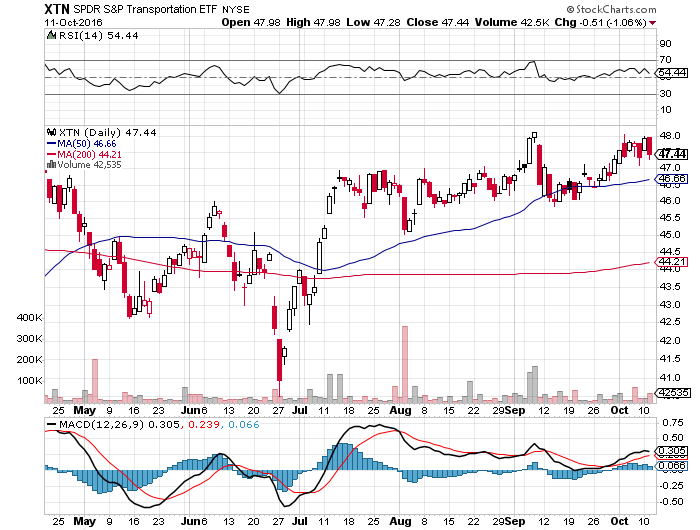 XTN SPDR S&P Transportation ETF NYSE © StockCharts.com
11-Oct-2016 Open 47.98 High 47.98 Low 47.28 Close 47.44 Volume 42.5K Chg -0.51 (-1.06%)
RSI(14) 54.44
90
70
54.44
30
10
XTN (Daily) 47.44
MA(50) 46.66
MA(200) 44.21
Volume 42,535
48.0
47.44
47.0
46.5
46.0
45.5
45.0
44.5
44.21
44.0
43.5
43.0
42.5
42.0
41.5
41.0
400K
300K
200K
100K
42535
25 May 9 16 23 Jun 6 13 20 27 Jul 11 18 25 Aug 8 15 22 29 Sep 12 19 26 Oct 10
MACD(12,26,9) 0.305, 0.239, 0.066
0.75
0.50
0.305
0.066
-0.25
-0.50
25 May 9 16 23 Jun 6 13 20 27 Jul 11 18 25 Aug 8 15 22 29 Sep 12 19 26 Oct 10